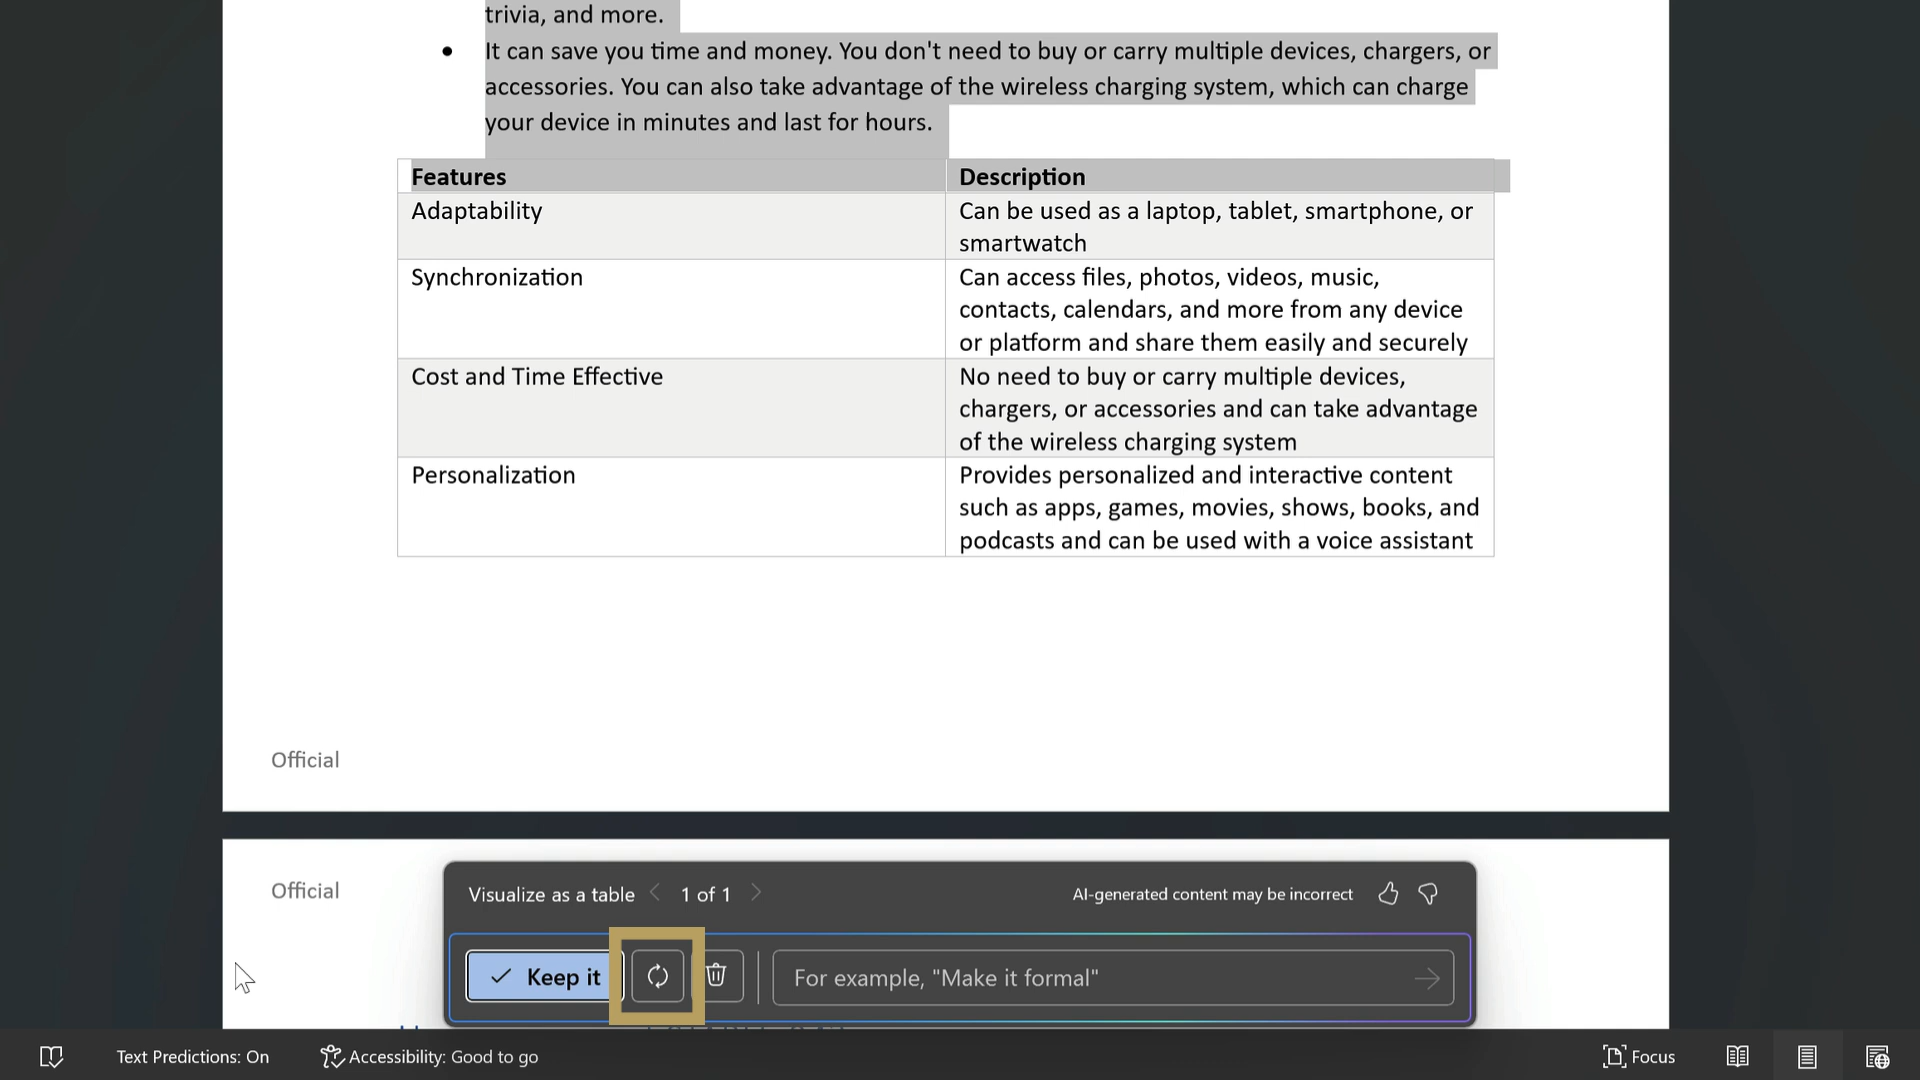 trivia, and more.
• It can save you time and money. You don't need to buy or carry multiple devices, chargers, or
accessories. You can also take advantage of the wireless charging system, which can charge
your device in minutes and last for hours.
Features
Description
Adaptability
Can be used as a laptop, tablet, smartphone, or
smartwatch
Synchronization
Can access files, photos, videos, music,
contacts, calendars, and more from any device
or platform and share them easily and securely
Cost and Time Effective
No need to buy or carry multiple devices,
chargers, or accessories and can take advantage
of the wireless charging system
Personalization
Provides personalized and interactive content
such as apps, games, movies, shows, books, and
podcasts and can be used with a voice assistant
Official
Official
Visualize as a table 1 of 1
AI-generated content may be incorrect
Keep it
For example, "Make it formal"
Text Predictions: On
Accessibility: Good to go
Focus